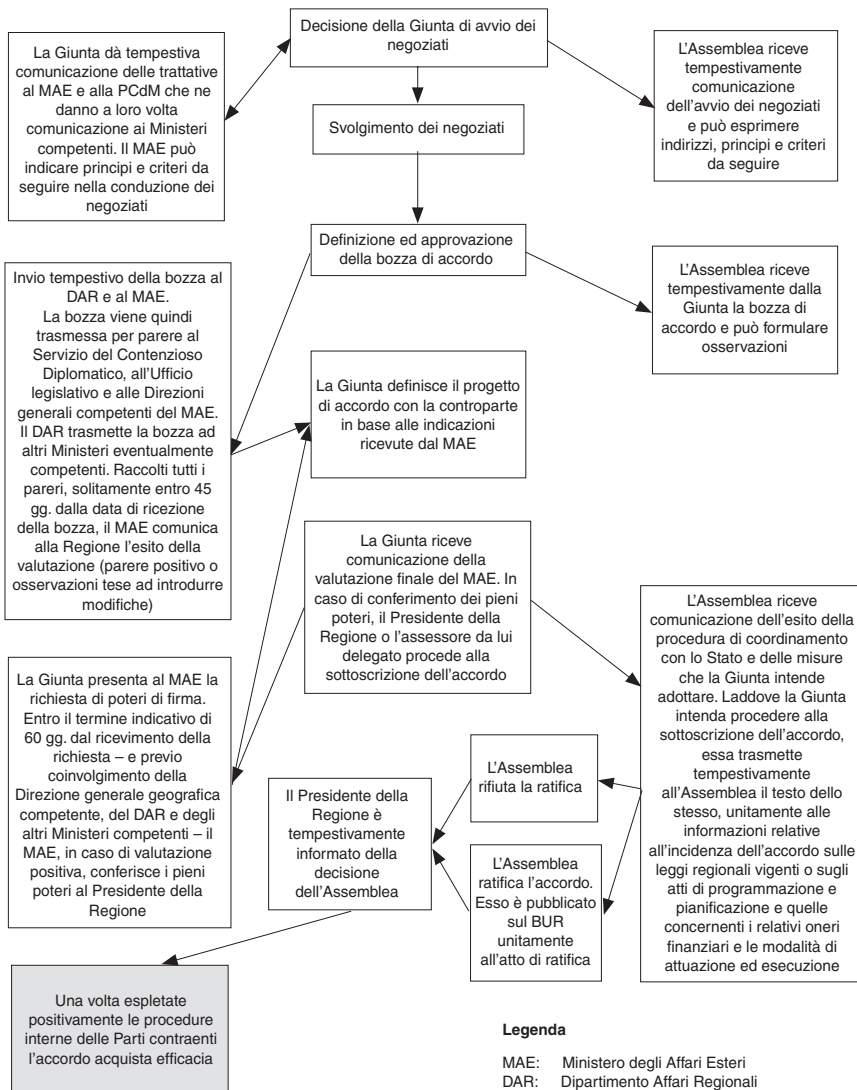 Decisione della Giunta di avvio dei
negoziati
La Giunta dà tempestiva
comunicazione delle trattative
al MAE e alla PCdM che ne
danno a loro volta
comunicazione ai Ministeri
competenti. Il MAE può
indicare principi e criteri da
seguire nella conduzione dei
negoziati
L'Assemblea riceve
tempestivamente
comunicazione
dell'avvio dei negoziati
e può esprimere
indirizzi, principi e criteri
da seguire
Svolgimento dei negoziati
Definizione ed approvazione
della bozza di accordo
Invio tempestivo della bozza al
DAR e al MAE.
La bozza viene quindi
trasmessa per parere al
Servizio del Contenzioso
Diplomatico, all'Ufficio
legislativo e alle Direzioni
generali competenti del MAE.
Il DAR trasmette la bozza ad
altri Ministeri eventualmente
competenti. Raccolti tutti i
pareri, solitamente entro 45
gg. dalla data di ricezione
della bozza, il MAE comunica
alla Regione l'esito della
valutazione (parere positivo o
osservazioni tese ad introdurre
modifiche)
L'Assemblea riceve
tempestivamente dalla
Giunta la bozza di
accordo e può formulare
osservazioni
La Giunta definisce il progetto
di accordo con la controparte
in base alle indicazioni
ricevute dal MAE
La Giunta riceve
comunicazione della
valutazione finale del MAE. In
caso di conferimento dei pieni
poteri, il Presidente della
Regione o l'assessore da lui
delegato procede alla
sottoscrizione dell'accordo
L'Assemblea riceve
comunicazione dell'esito della
procedura di coordinamento
con lo Stato e delle misure
che la Giunta intende
adottare. Laddove la Giunta
intenda procedere alla
sottoscrizione dell'accordo,
essa trasmette
tempestivamente
all'Assemblea il testo dello
stesso, unitamente alle
informazioni relative
all'incidenza dell'accordo sulle
leggi regionali vigenti o sugli
atti di programmazione e
pianificazione e quelle
concernenti i relativi oneri
finanziari e le modalità di
attuazione ed esecuzione
La Giunta presenta al MAE la
richiesta di poteri di firma.
Entro il termine indicativo di
60 gg. dal ricevimento della
richiesta – e previo
coinvolgimento della
Direzione generale geografica
competente, del DAR e degli
altri Ministeri competenti – il
MAE, in caso di valutazione
positiva, conferisce i pieni
poteri al Presidente della
Regione
L'Assemblea
rifiuta la ratifica
Il Presidente della
Regione è
tempestivamente
informato della
decisione
dell'Assemblea
L'Assemblea
ratifica l'accordo.
Esso è pubblicato
sul BUR
unitamente
all'atto di ratifica
Una volta espletate
positivamente le procedure
interne delle Parti contraenti
l'accordo acquista efficacia
Legenda
MAE: Ministero degli Affari Esteri
DAR: Dipartimento Affari Regionali